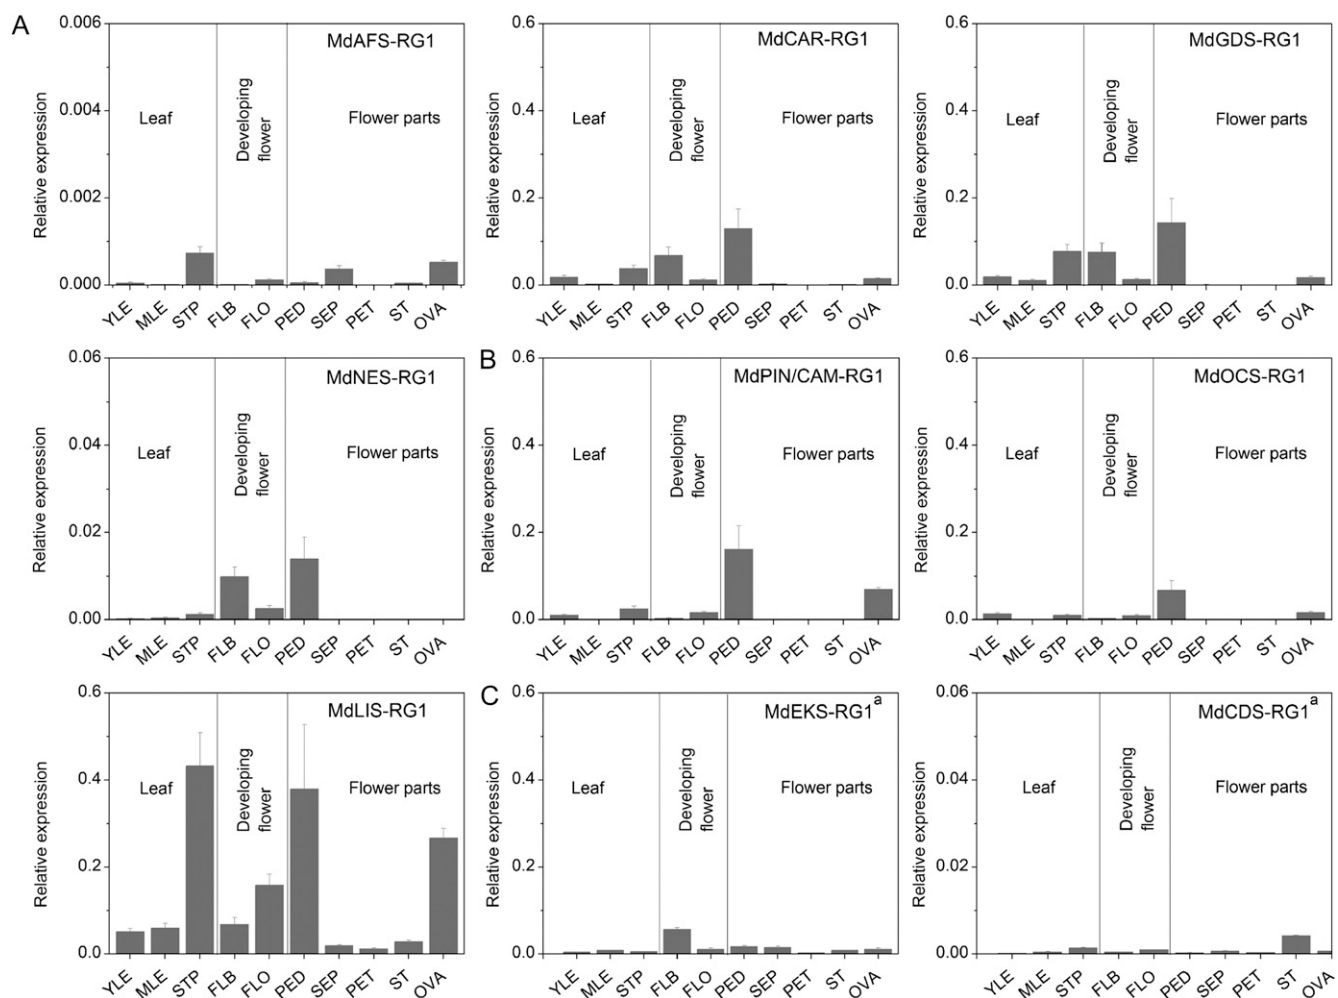 A
MdAFS-RG1
Relative expression
0.006
0.004
0.002
0.000
Leaf
Developing
flower
Flower parts
YLE MLE STP FLB FLO PED SEP PET ST OVA
MdCAR-RG1
Relative expression
0.6
0.4
0.2
0.0
Leaf
Developing
flower
Flower parts
YLE MLE STP FLB FLO PED SEP PET ST OVA
MdGDS-RG1
Relative expression
0.6
0.4
0.2
0.0
Leaf
Developing
flower
Flower parts
YLE MLE STP FLB FLO PED SEP PET ST OVA
MdNES-RG1
Relative expression
0.06
0.04
0.02
0.00
Leaf
Developing
flower
Flower parts
YLE MLE STP FLB FLO PED SEP PET ST OVA
B
MdPIN/CAM-RG1
Relative expression
0.6
0.4
0.2
0.0
Leaf
Developing
flower
Flower parts
YLE MLE STP FLB FLO PED SEP PET ST OVA
MdOCS-RG1
Relative expression
0.6
0.4
0.2
0.0
Leaf
Developing
flower
Flower parts
YLE MLE STP FLB FLO PED SEP PET ST OVA
MdLIS-RG1
Relative expression
0.6
0.4
0.2
0.0
Leaf
Developing
flower
Flower parts
YLE MLE STP FLB FLO PED SEP PET ST OVA
C
MdEKS-RG1a
Relative expression
0.6
0.4
0.2
0.0
Leaf
Developing
flower
Flower parts
YLE MLE STP FLB FLO PED SEP PET ST OVA
MdCDS-RG1a
Relative expression
0.06
0.04
0.02
0.00
Leaf
Developing
flower
Flower parts
YLE MLE STP FLB FLO PED SEP PET ST OVA